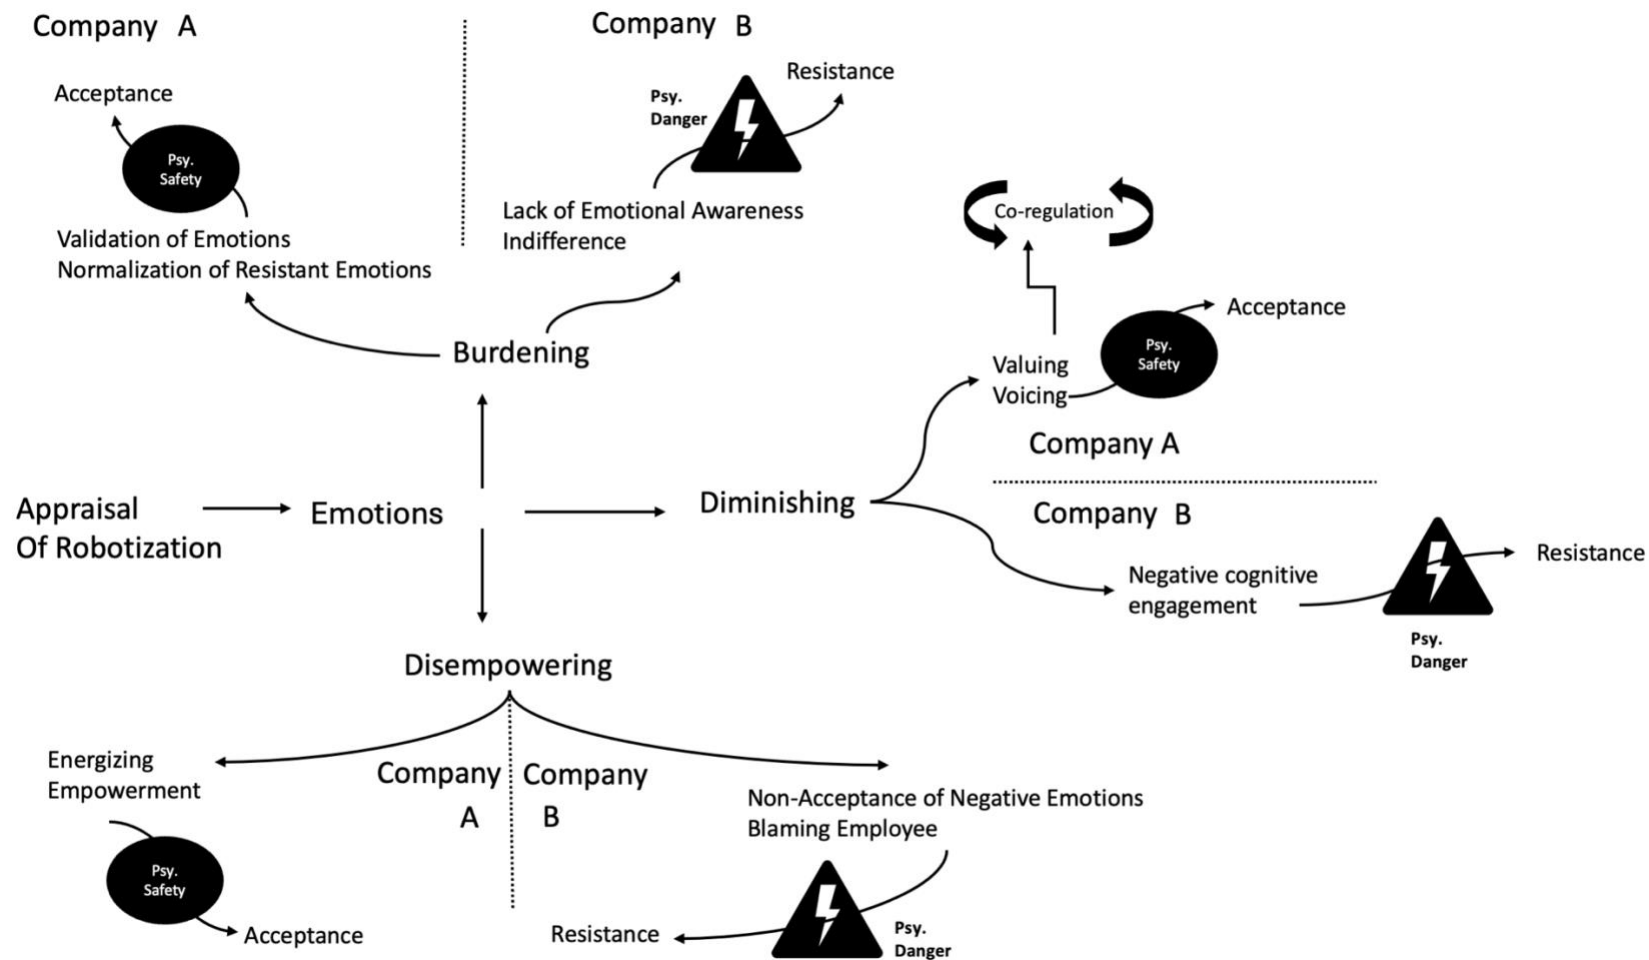 Company A
Company B
Acceptance
Psy.
Safety
Validation of Emotions
Normalization of Resistant Emotions
Psy.
Danger
Resistance
Lack of Emotional Awareness
Indifference
Burdening
Co-regulation
Valuing
Voicing
Psy.
Safety
Acceptance
Company A
Appraisal
Of Robotization
Emotions
Diminishing
Company B
Negative cognitive
engagement
Psy.
Danger
Resistance
Disempowering
Energizing
Empowerment
Company
A
Company
B
Psy.
Safety
Acceptance
Non-Acceptance of Negative Emotions
Blaming Employee
Psy.
Danger
Resistance